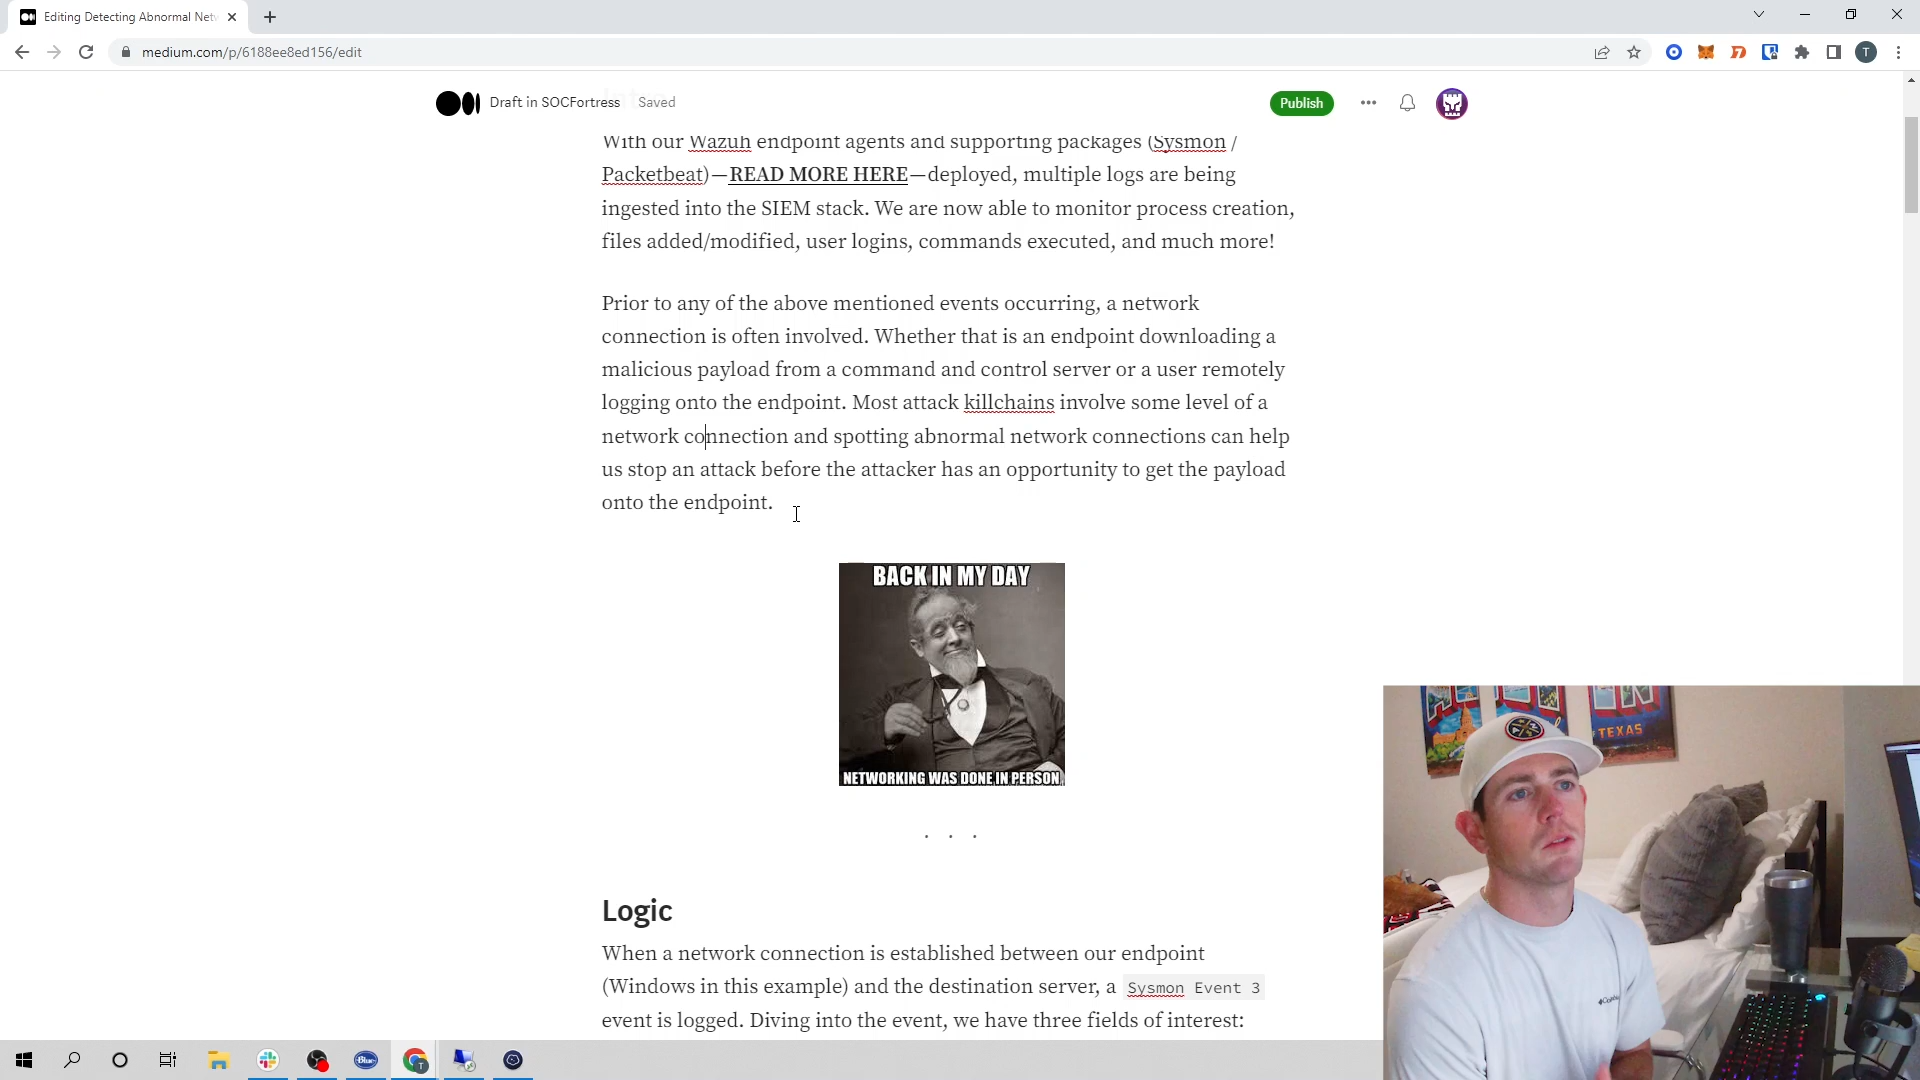 Editing Detecting Abnormal Netv
medium.com/p/6188ee8ed156/edit
T
Draft in SOCFortress Saved
Publish
With our Wazuh endpoint agents and supporting packages (Sysmon /
Packetbeat)—READ MORE HERE—deployed, multiple logs are being
ingested into the SIEM stack. We are now able to monitor process creation,
files added/modified, user logins, commands executed, and much more!
Prior to any of the above mentioned events occurring, a network
connection is often involved. Whether that is an endpoint downloading a
malicious payload from a command and control server or a user remotely
logging onto the endpoint. Most attack killchains involve some level of a
network connection and spotting abnormal network connections can help
us stop an attack before the attacker has an opportunity to get the payload
onto the endpoint.
BACK IN MY DAY
NETWORKING WAS DONE IN PERSON
. . .
Logic
When a network connection is established between our endpoint
(Windows in this example) and the destination server, a Sysmon Event 3
event is logged. Diving into the event, we have three fields of interest:
TEXAS
Blue
T